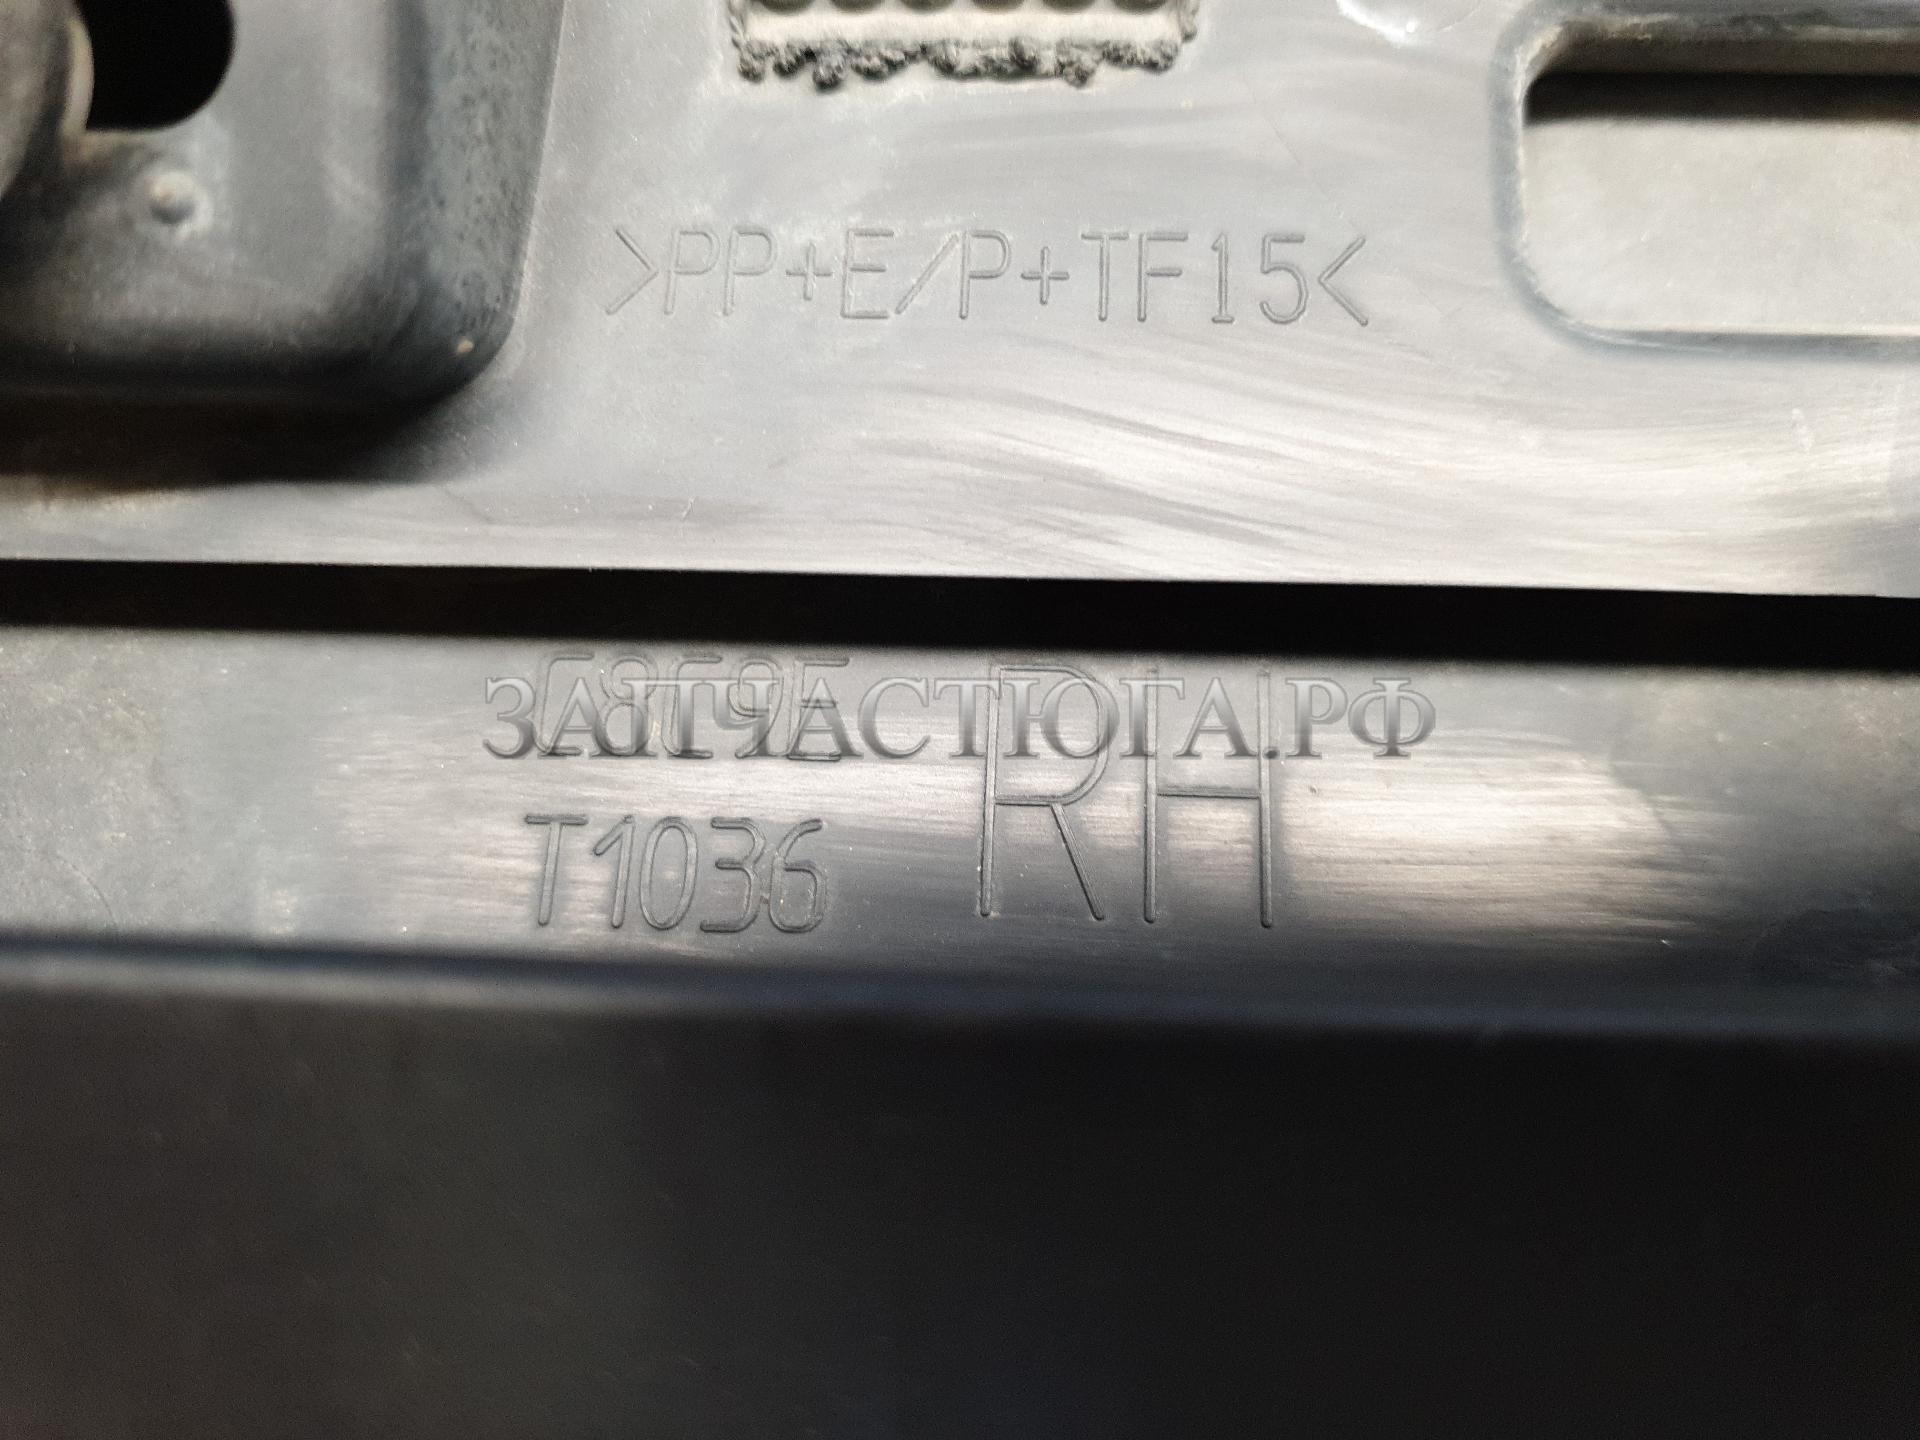 >PP+E/P+TF15<
RH
ЗАПЧАСТЮГА.РФ
T1036